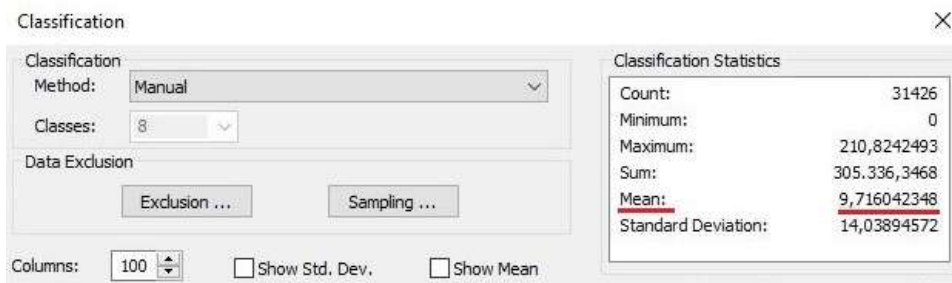 Classification
Classification
Method: Manual
Classes: 8
Data Exclusion
Exclusion ... Sampling ...
Columns: 100 Show Std. Dev. Show Mean
Classification Statistics
Count: 31426
Minimum: 0
Maximum: 210,8242493
Sum: 305.336,3468
Mean: 9,716042348
Standard Deviation: 14,03894572